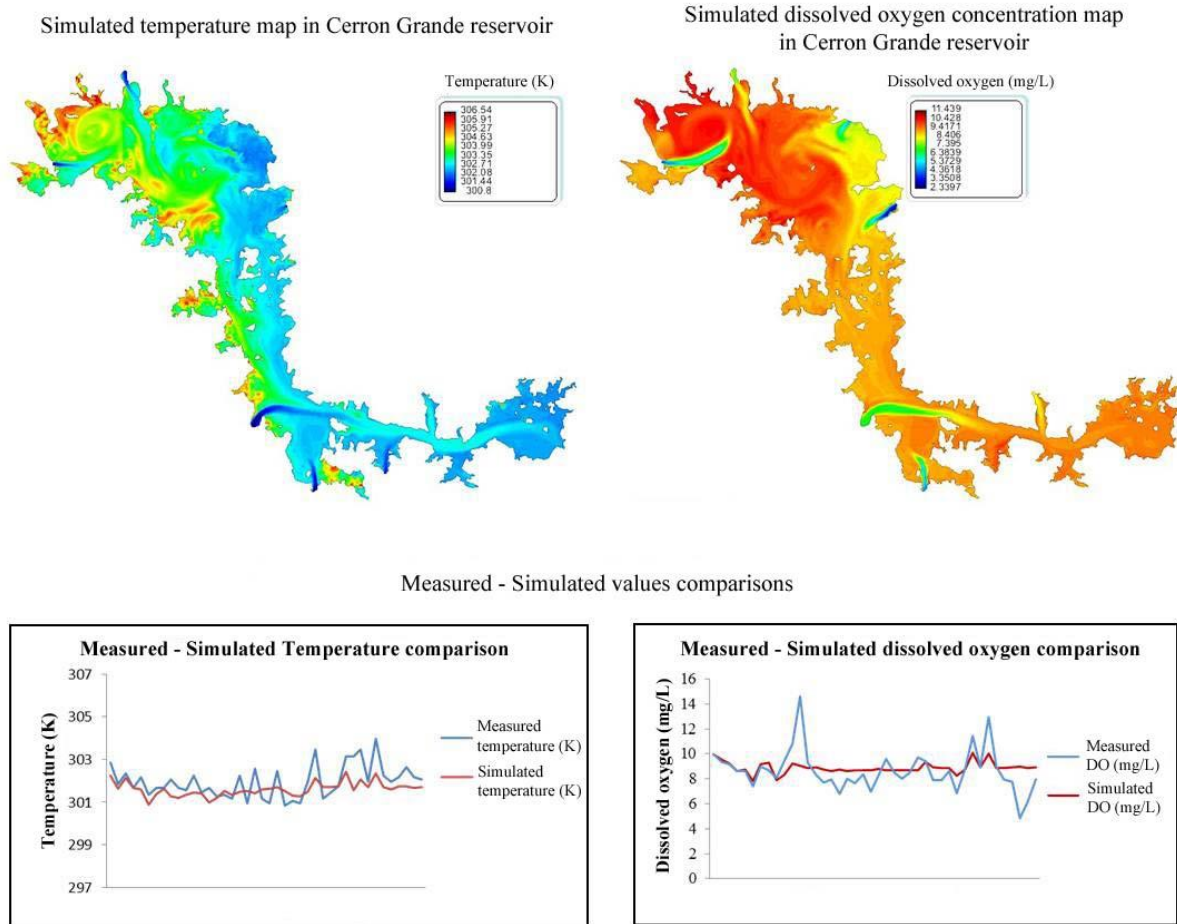 Simulated temperature map in Cerron Grande reservoir
Simulated dissolved oxygen concentration map
in Cerron Grande reservoir
Temperature (K)
306.54
305.91
305.27
304.63
303.99
303.35
302.71
302.08
301.44
300.8
Dissolved oxygen (mg/L)
11.439
10.428
9.4171
8.406
7.395
6.3839
5.3729
4.3618
3.3508
2.3397
Measured - Simulated values comparisons
Measured - Simulated Temperature comparison
307
305
303
301
299
297
Temperature (K)
Measured
temperature (K)
Simulated
temperature (K)
Measured - Simulated dissolved oxygen comparison
16
14
12
10
8
6
4
2
0
Dissolved oxygen (mg/L)
Measured
DO (mg/L)
Simulated
DO (mg/L)